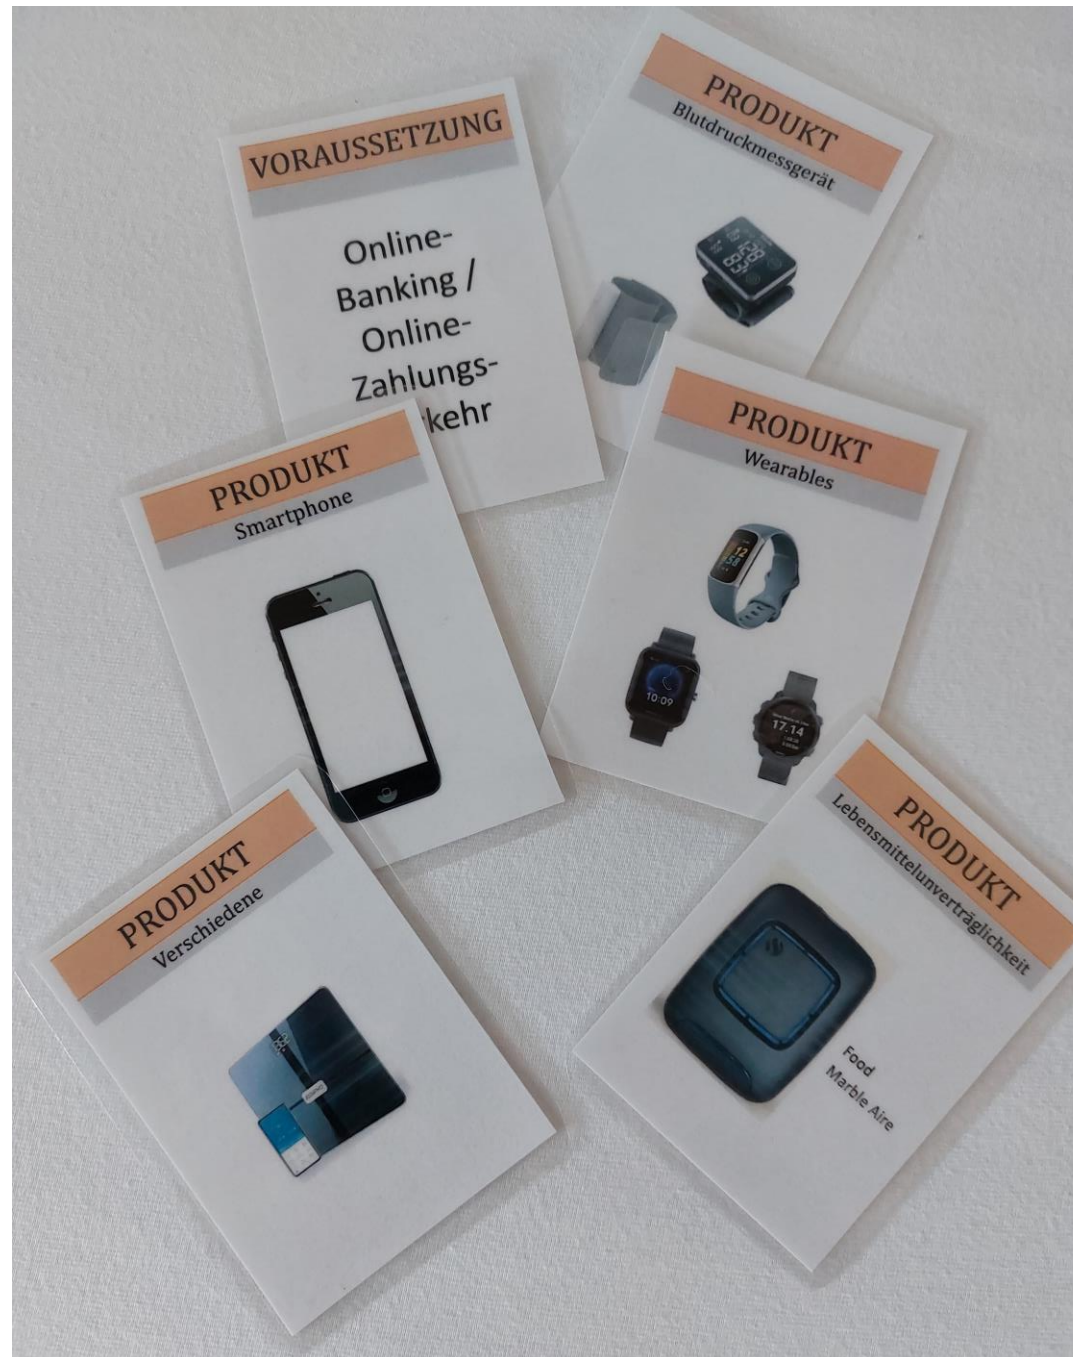 VORAUSSETZUNG
Online-
Banking /
Online-
Zahlungs-
kehr
PRODUKT
Blutdruckmessgerät
PRODUKT
Smartphone
PRODUKT
Wearables
12
10:09
17.14
PRODUKT
Verschiedene
PRODUKT
Lebensmittelunverträglichkeit
Food
Marble Aire